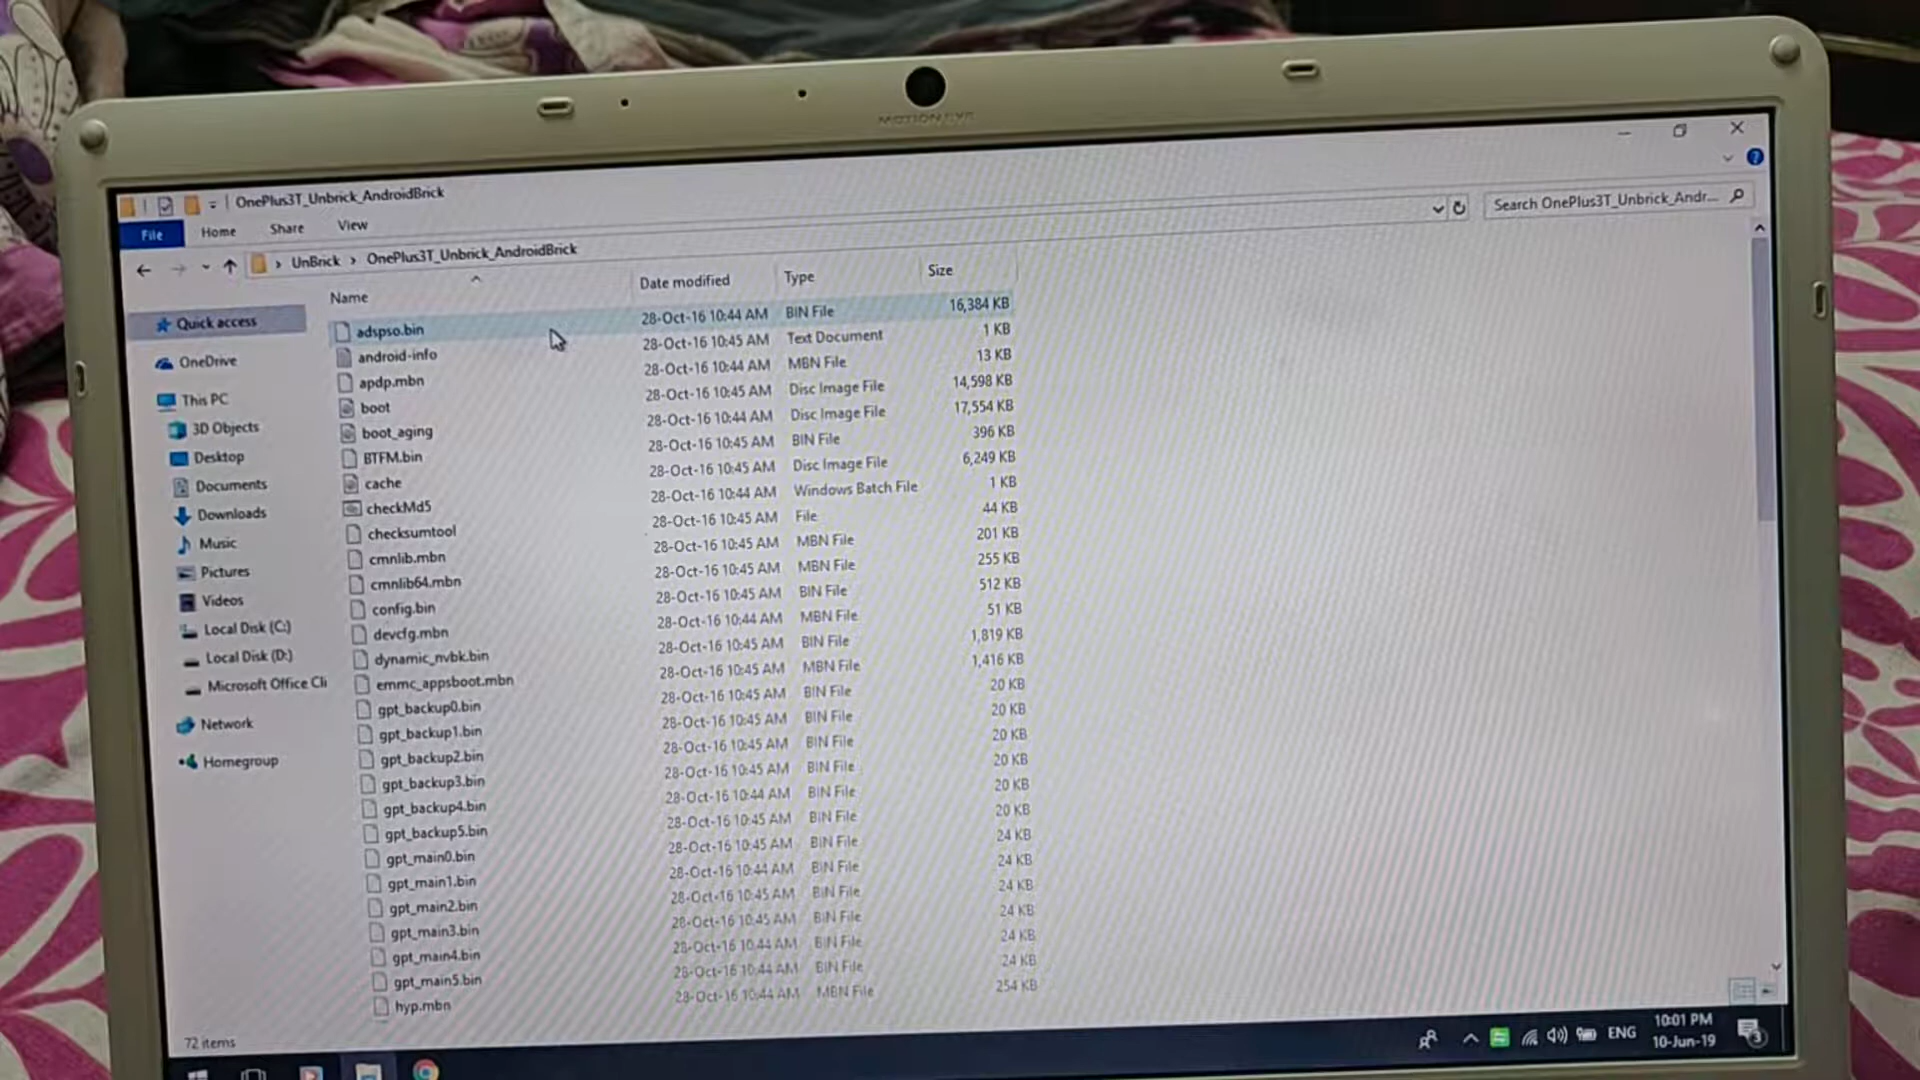 MOTION EYE
OnePlus3T_Unbrick_AndroidBrick
File Home Share View
UnBrick > OnePlus3T_Unbrick_AndroidBrick
Search OnePlus3T_Unbrick_Andr...
Name Date modified Type Size
Quick access
OneDrive
This PC
3D Objects
Desktop
Documents
Downloads
Music
Pictures
Videos
Local Disk (C:)
Local Disk (D:)
Microsoft Office Cli
Network
Homegroup
adspso.bin 28-Oct-16 10:44 AM BIN File 16,384 KB
android-info 28-Oct-16 10:45 AM Text Document 1 KB
apdp.mbn 28-Oct-16 10:44 AM MBN File 13 KB
boot 28-Oct-16 10:45 AM Disc Image File 14,598 KB
boot_aging 28-Oct-16 10:44 AM Disc Image File 17,554 KB
BTFM.bin 28-Oct-16 10:45 AM BIN File 396 KB
cache 28-Oct-16 10:45 AM Disc Image File 6,249 KB
checkMd5 28-Oct-16 10:44 AM Windows Batch File 1 KB
checksumtool 28-Oct-16 10:45 AM File 44 KB
cmnlib.mbn 28-Oct-16 10:45 AM MBN File 201 KB
cmnlib64.mbn 28-Oct-16 10:45 AM MBN File 255 KB
config.bin 28-Oct-16 10:45 AM BIN File 512 KB
devcfg.mbn 28-Oct-16 10:44 AM MBN File 51 KB
dynamic_nvbk.bin 28-Oct-16 10:45 AM BIN File 1,819 KB
emmc_appsboot.mbn 28-Oct-16 10:45 AM MBN File 1,416 KB
gpt_backup0.bin 28-Oct-16 10:45 AM BIN File 20 KB
gpt_backup1.bin 28-Oct-16 10:45 AM BIN File 20 KB
gpt_backup2.bin 28-Oct-16 10:45 AM BIN File 20 KB
gpt_backup3.bin 28-Oct-16 10:45 AM BIN File 20 KB
gpt_backup4.bin 28-Oct-16 10:44 AM BIN File 20 KB
gpt_backup5.bin 28-Oct-16 10:45 AM BIN File 20 KB
gpt_main0.bin 28-Oct-16 10:45 AM BIN File 24 KB
gpt_main1.bin 28-Oct-16 10:44 AM BIN File 24 KB
gpt_main2.bin 28-Oct-16 10:45 AM BIN File 24 KB
gpt_main3.bin 28-Oct-16 10:45 AM BIN File 24 KB
gpt_main4.bin 28-Oct-16 10:44 AM BIN File 24 KB
gpt_main5.bin 28-Oct-16 10:44 AM BIN File 24 KB
hyp.mbn 28-Oct-16 10:44 AM MBN File 254 KB
72 items
ENG 10:01 PM
10-Jun-19
3